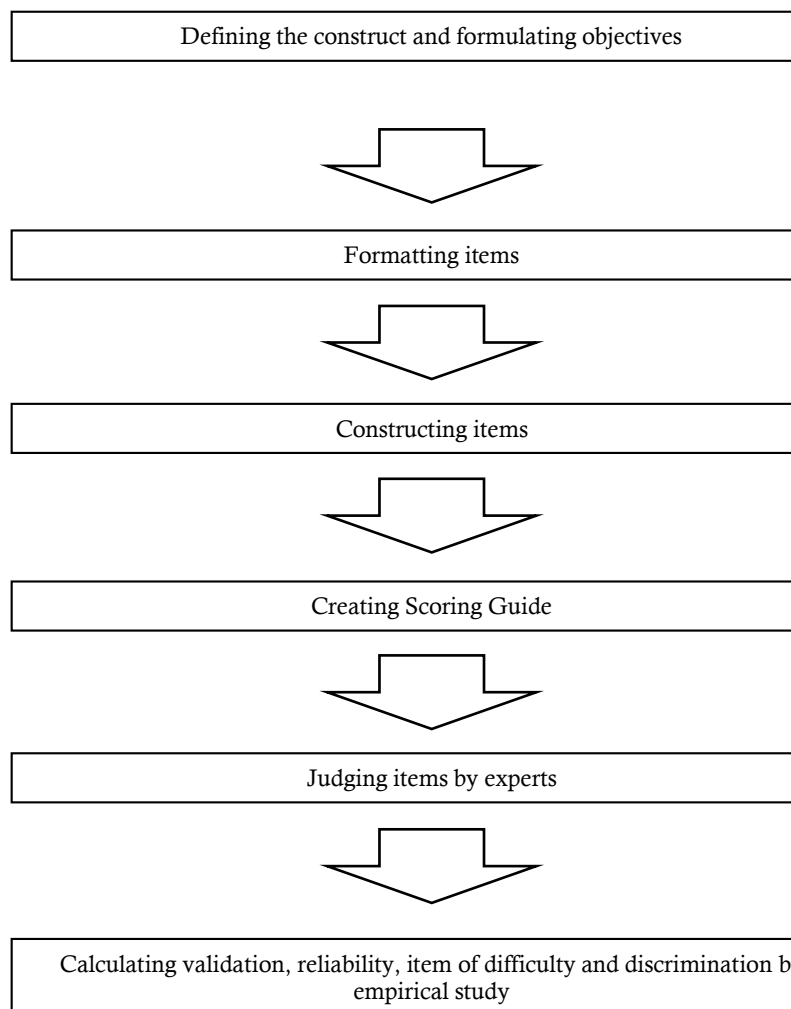 Defining the construct and formulating objectives
Formatting items
Constructing items
Creating Scoring Guide
Judging items by experts
Calculating validation, reliability, item of difficulty and discrimination b
empirical study